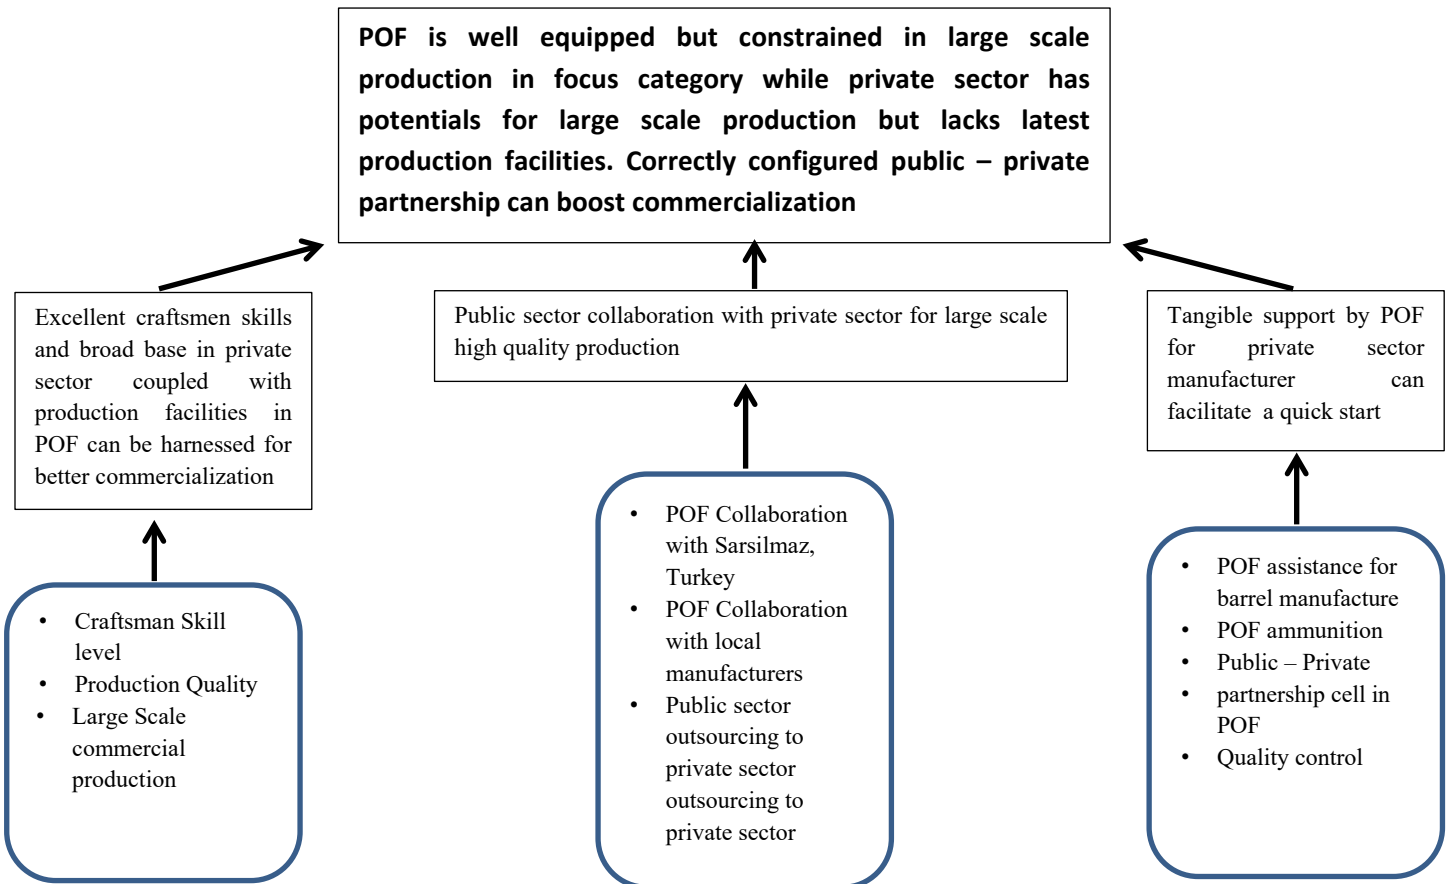 POF is well equipped but constrained in large scale
production in focus category while private sector has
potentials for large scale production but lacks latest
production facilities. Correctly configured public – private
partnership can boost commercialization
Excellent craftsmen skills
and broad base in private
sector coupled with
production facilities in
POF can be harnessed for
better commercialization
Public sector collaboration with private sector for large scale
high quality production
Tangible support by POF
for private sector
manufacturer can
facilitate a quick start
• Craftsman Skill
level
• Production Quality
• Large Scale
commercial
production
• POF Collaboration
with Sarsilmaz,
Turkey
• POF Collaboration
with local
manufacturers
• Public sector
outsourcing to
private sector
outsourcing to
private sector
• POF assistance for
barrel manufacture
• POF ammunition
• Public – Private
• partnership cell in
POF
• Quality control